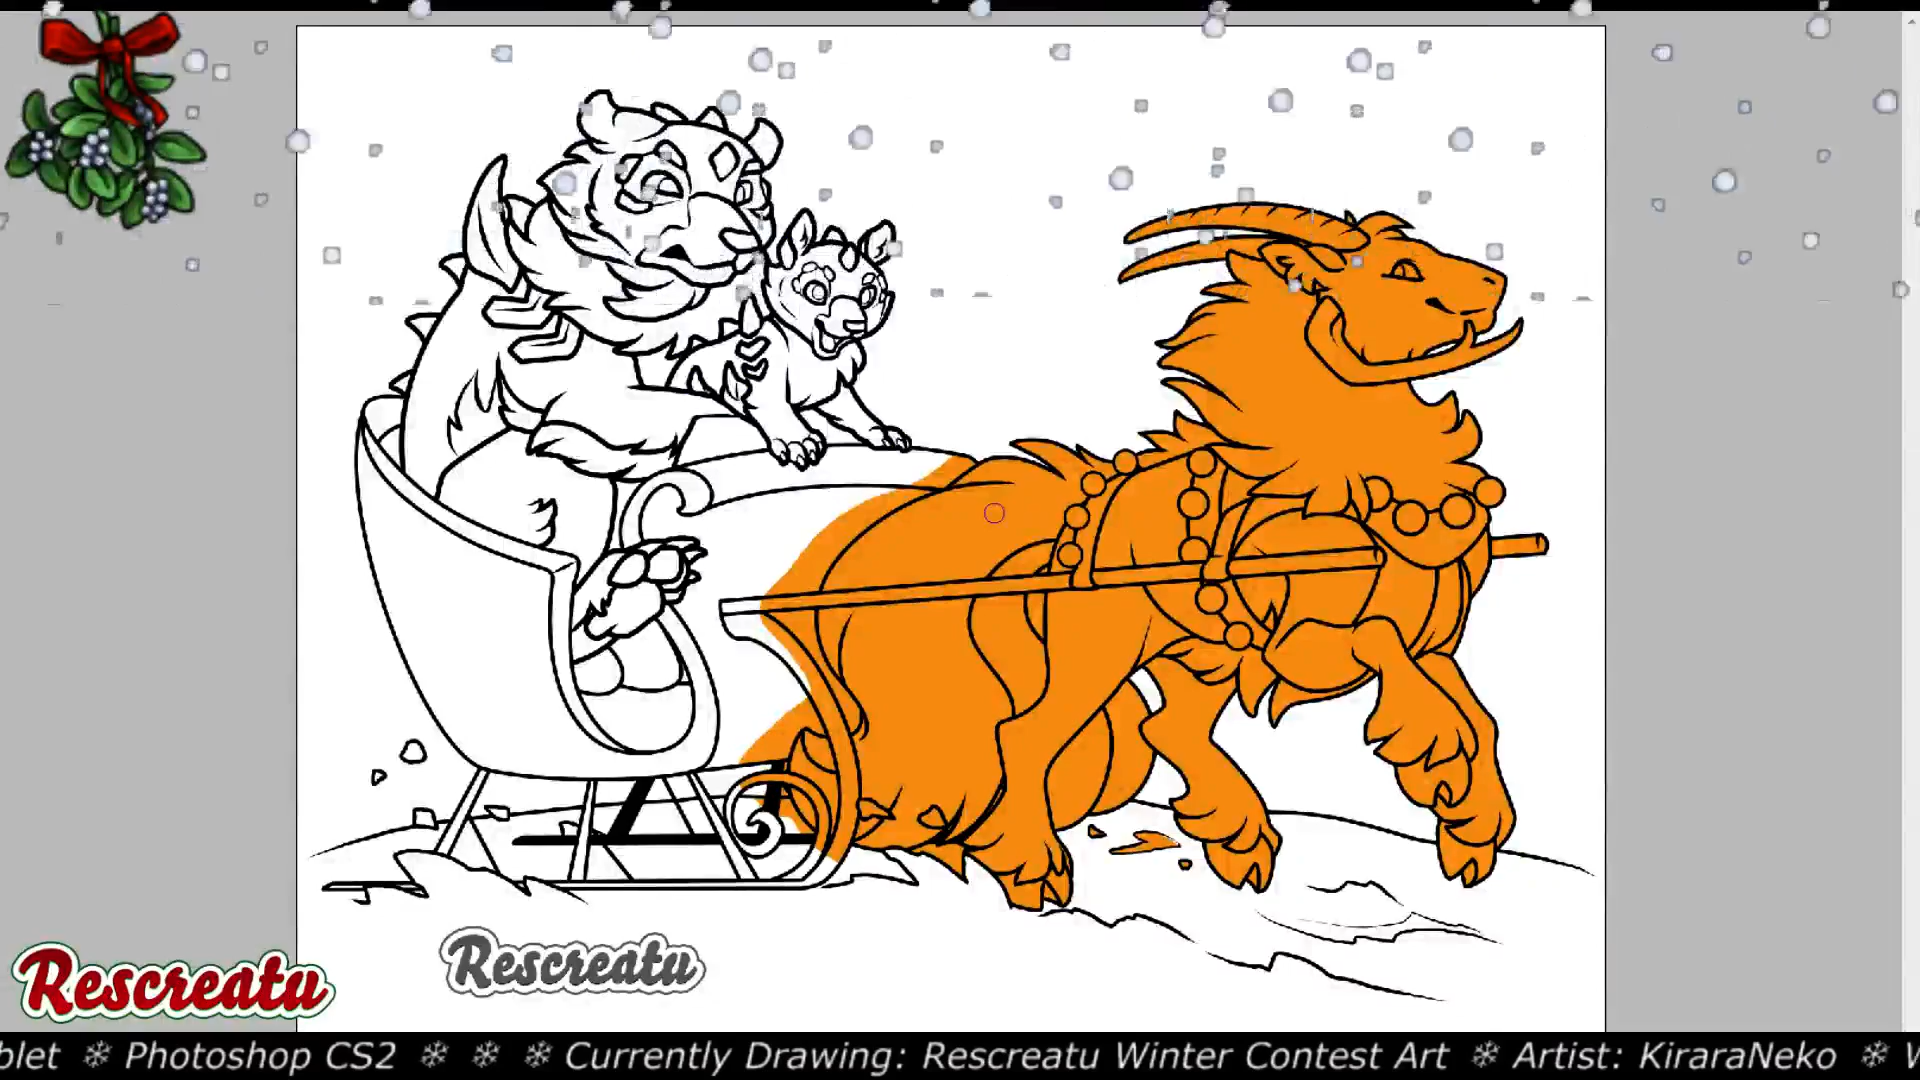 Rescreatu
Rescreatu
blet ❄ Photoshop CS2 ❄ ❄ ❄ Currently Drawing: Rescreatu Winter Contest Art ❄ Artist: KiraraNeko ❄ W